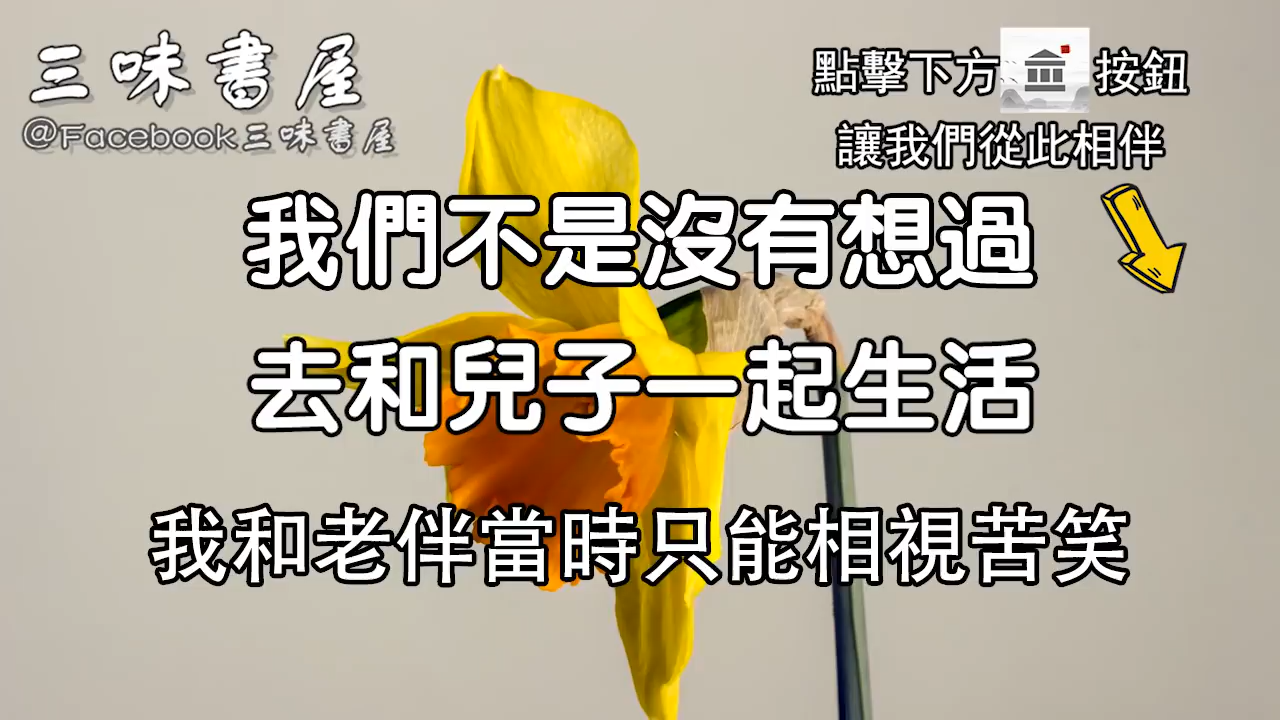 三味書屋
@Facebook三味書屋
點擊下方 按鈕
讓我們從此相伴
我們不是沒有想過
去和兒子一起生活
我和老伴當時只能相視苦笑